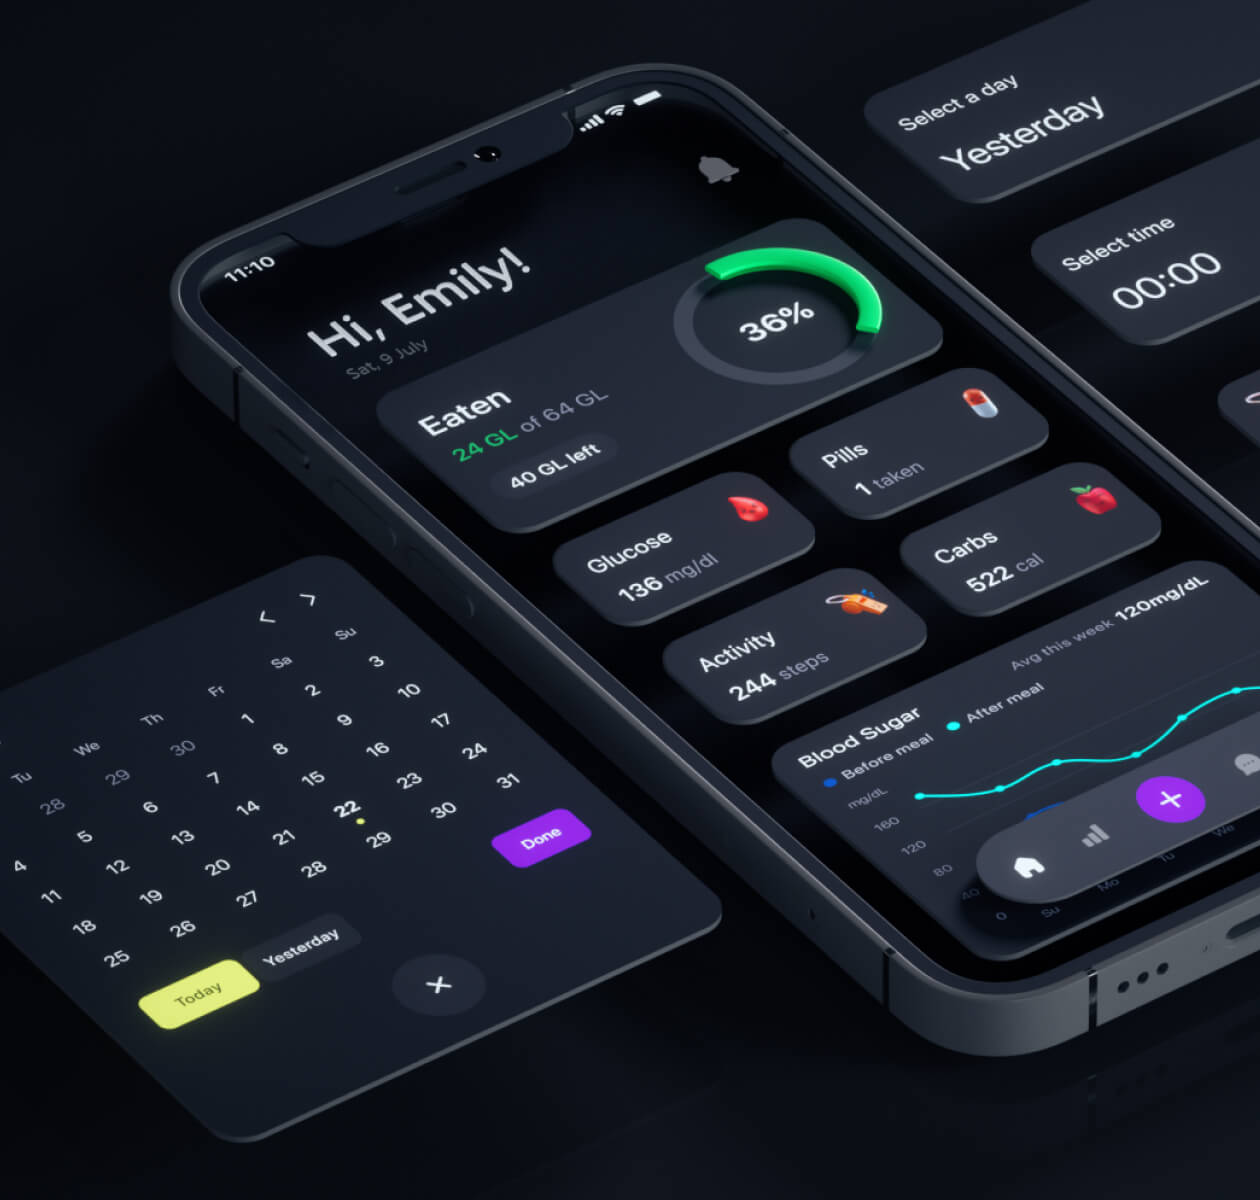 11:10
Hi, Emily!
Sat, 9 July
Eaten
24 GL of 64 GL
40 GL left
36%
Glucose
136 mg/dl
Pills
1 taken
Activity
244 steps
Carbs
522 cal
Blood Sugar
Avg this week 120mg/dL
Before meal
After meal
mg/dL
160
120
80
40
0
Su Mo Tu We
Select a day
Yesterday
Select time
00:00
< >
Tu We Th Fr Sa Su
28 29 30 1 2 3
4 5 6 7 8 9 10
11 12 13 14 15 16 17
18 19 20 21 22 23 24
25 26 27 28 29 30 31
Today
Yesterday
Done